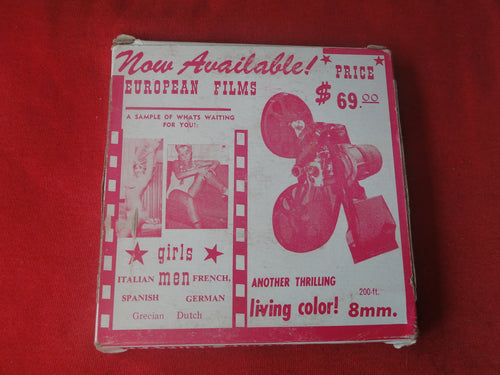 Now Available!
PRICE
EUROPEAN FILMS
$69.00
A SAMPLE OF WHATS WAITING
FOR YOU!:
girls
ITALIAN men FRENCH,
SPANISH GERMAN
Grecian Dutch
ANOTHER THRILLING
200-ft.
living color! 8mm.